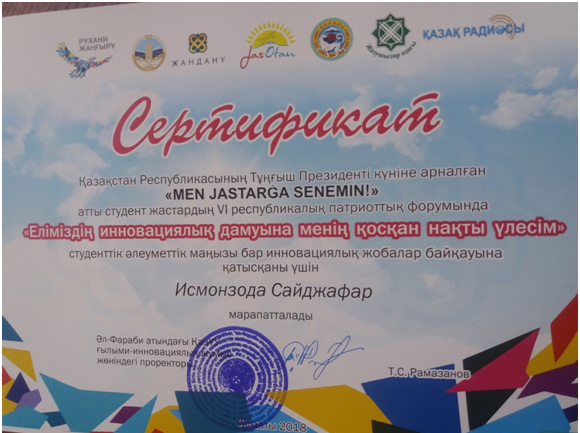 РУХАНИ
ЖАҢҒЫРУ
ЖАНДАНУ
JasOtan
ҚАЗАҚ РАДИОСЫ
Сертификат
Қазақстан Республикасының Тұңғыш Президенті күніне арналған
«MEN JASTARGA SENEMIN!»
атты студент жастардың VI республикалық патриоттық форумында
«Еліміздің инновациялық дамуына менің қосқан нақты үлесім»
студенттік әлеуметтік маңызы бар инновациялық жобалар байқауына
қатысқаны үшін
Исмонзода Сайджафар
марапатталады
Әл-Фараби атындағы
ғылыми-инновациялық
жөніндегі проректоры
Т.С. Рамазанов
2018